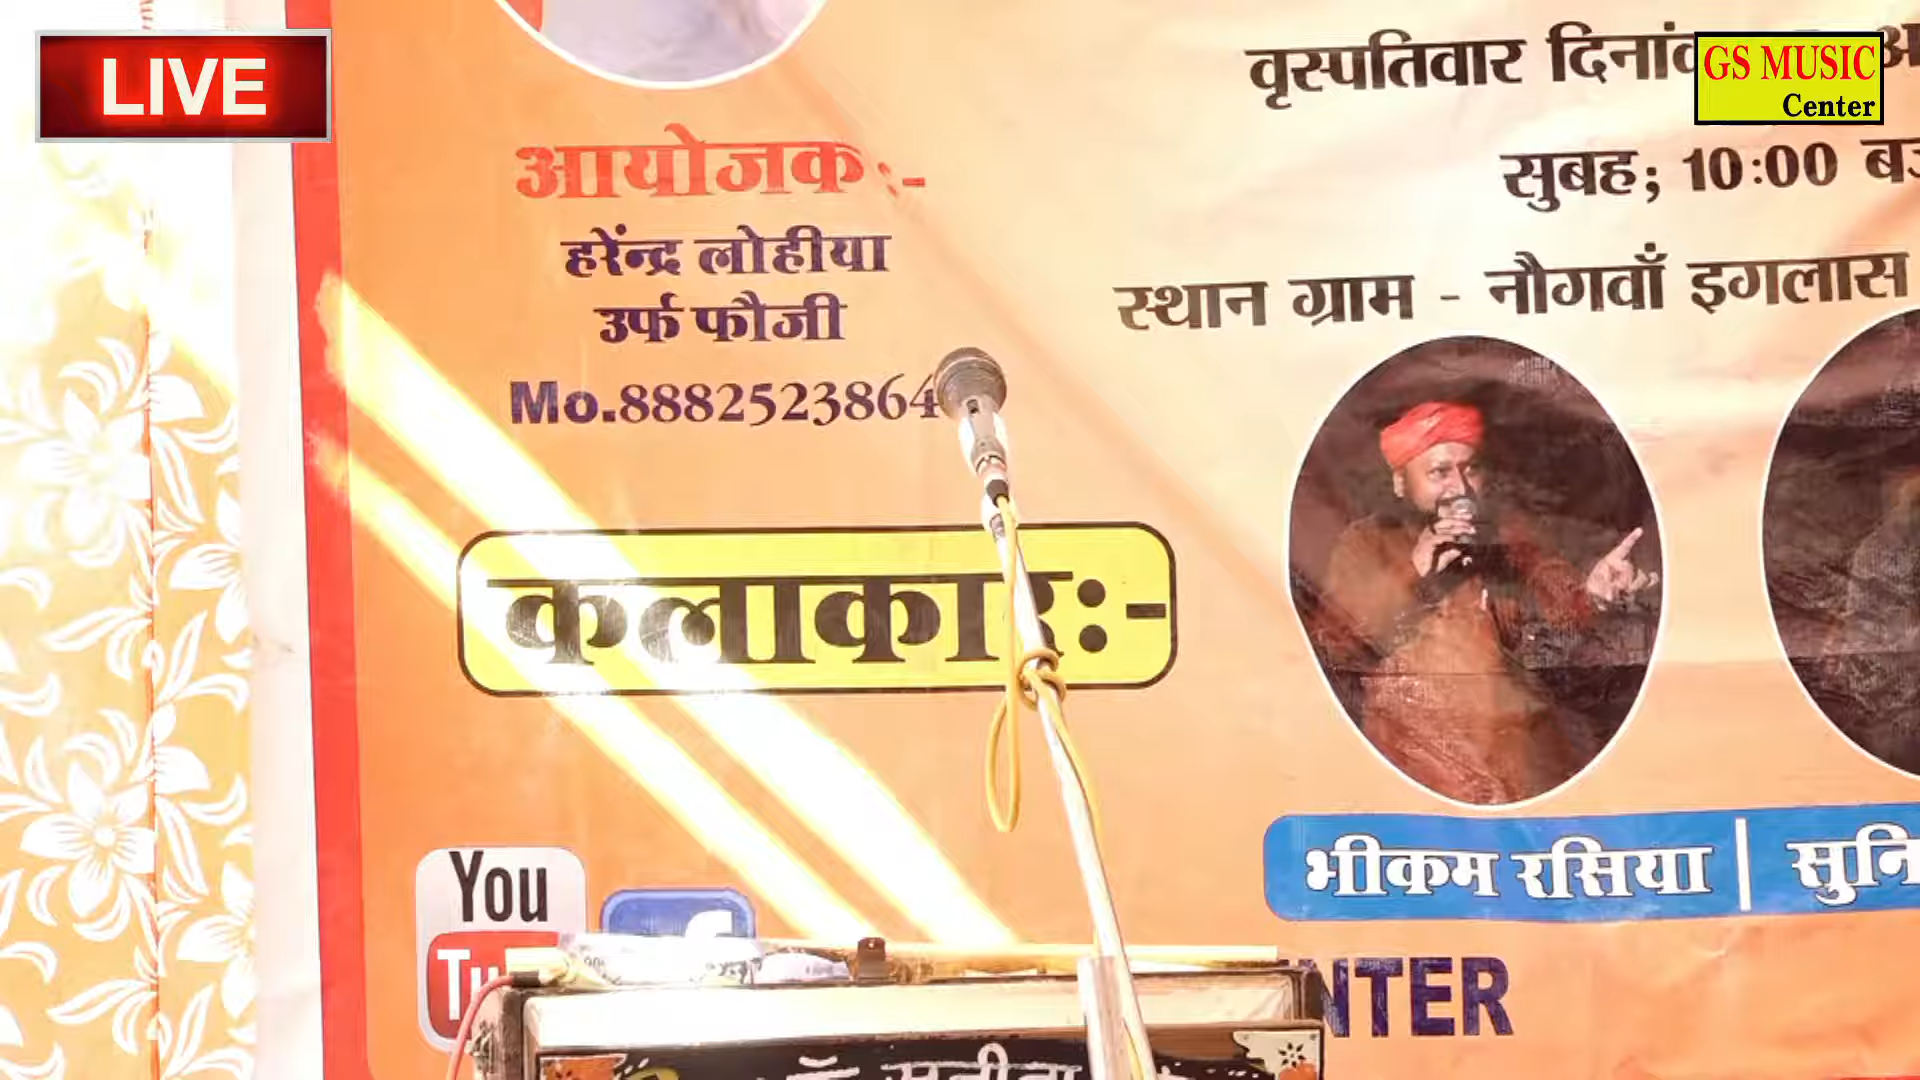 LIVE
GS MUSIC
Center
वृस्पतिवार
सुबह; 10:00
स्थान ग्राम - नौगवाँ इगलास
आयोजक:-
हरेंन्द्र लोहीया
उर्फ फौजी
Mo.8882523864
कलाकार:-
भीकम रसिया |
You